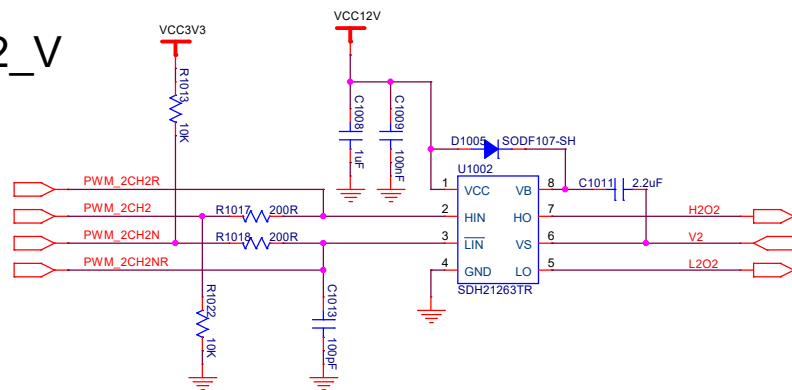 2_V
VCC3V3
VCC12V
R1013
10K
C1008
1uF
C1009
100nF
D1005
SODF107-SH
U1002
C1011
2.2uF
PWM_2CH2R
PWM_2CH2
R1017
200R
PWM_2CH2N
R1018
200R
PWM_2CH2NR
1
VCC
VB
8
2
HIN
HO
7
H2O2
3
LIN
VS
6
V2
4
GND
LO
5
L2O2
SDH21263TR
R1022
10K
C1013
100pF